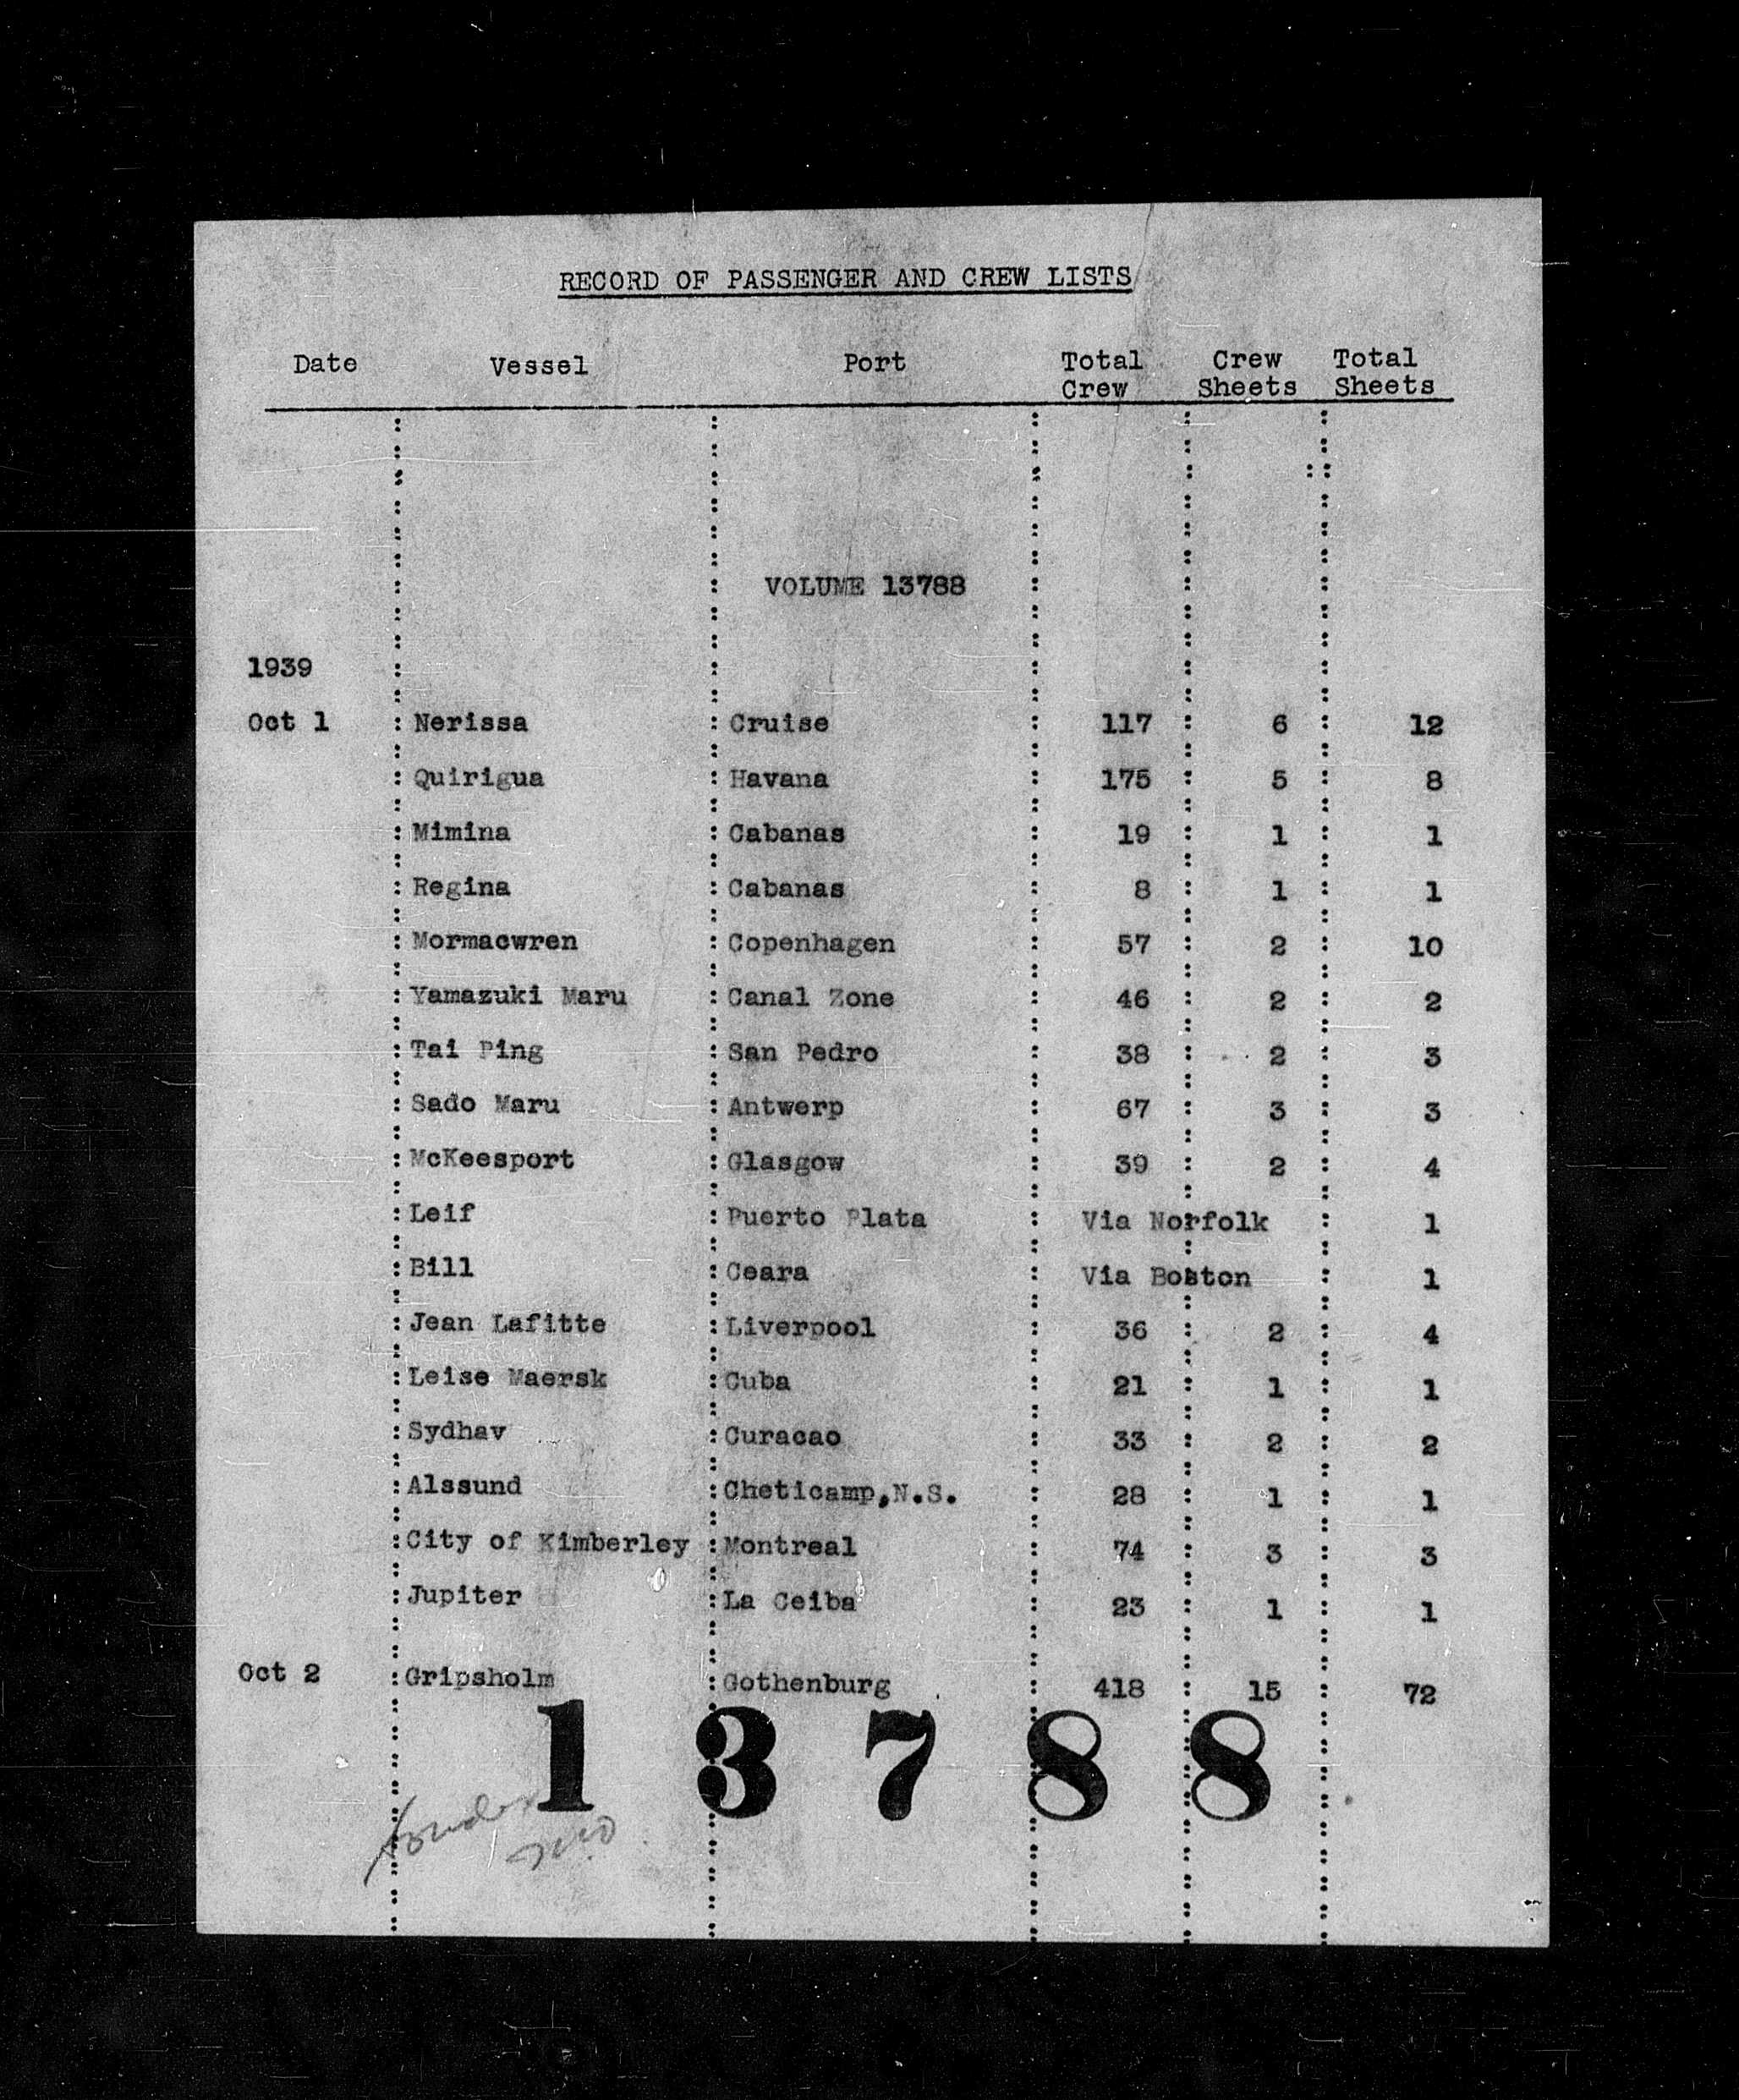 RECORD OF PASSENGER AND CREW LISTS
Date Vessel Port Total Crew Crew Sheets Total Sheets
VOLUME 13788
1939
Oct 1 Nerissa Cruise 117 6 12
Quirigua Havana 175 5 8
Mimina Cabanas 19 1 1
Regina Cabanas 8 1 1
Mormacwren Copenhagen 57 2 10
Yamazuki Maru Canal Zone 46 2 2
Tai Ping San Pedro 38 2 3
Sado Maru Antwerp 67 3 3
McKeesport Glasgow 39 2 4
Leif Puerto Plata Via Norfolk 1
Bill Ceara Via Boston 1
Jean Lafitte Liverpool 36 2 4
Leise Maersk Cuba 21 1 1
Sydhav Curacao 33 2 2
Alssund Cheticamp,N.S. 28 1 1
City of Kimberley Montreal 74 3 3
Jupiter La Ceiba 23 1 1
Oct 2 Gripsholm Gothenburg 418 15 72
13788